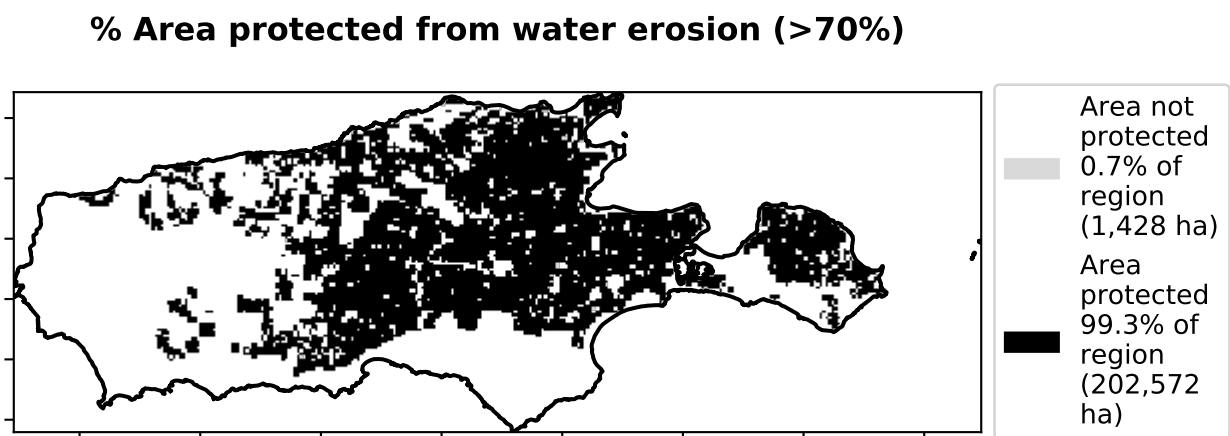 % Area protected from water erosion (>70%)
Area not
protected
0.7% of
region
(1,428 ha)
Area
protected
99.3% of
region
(202,572
ha)